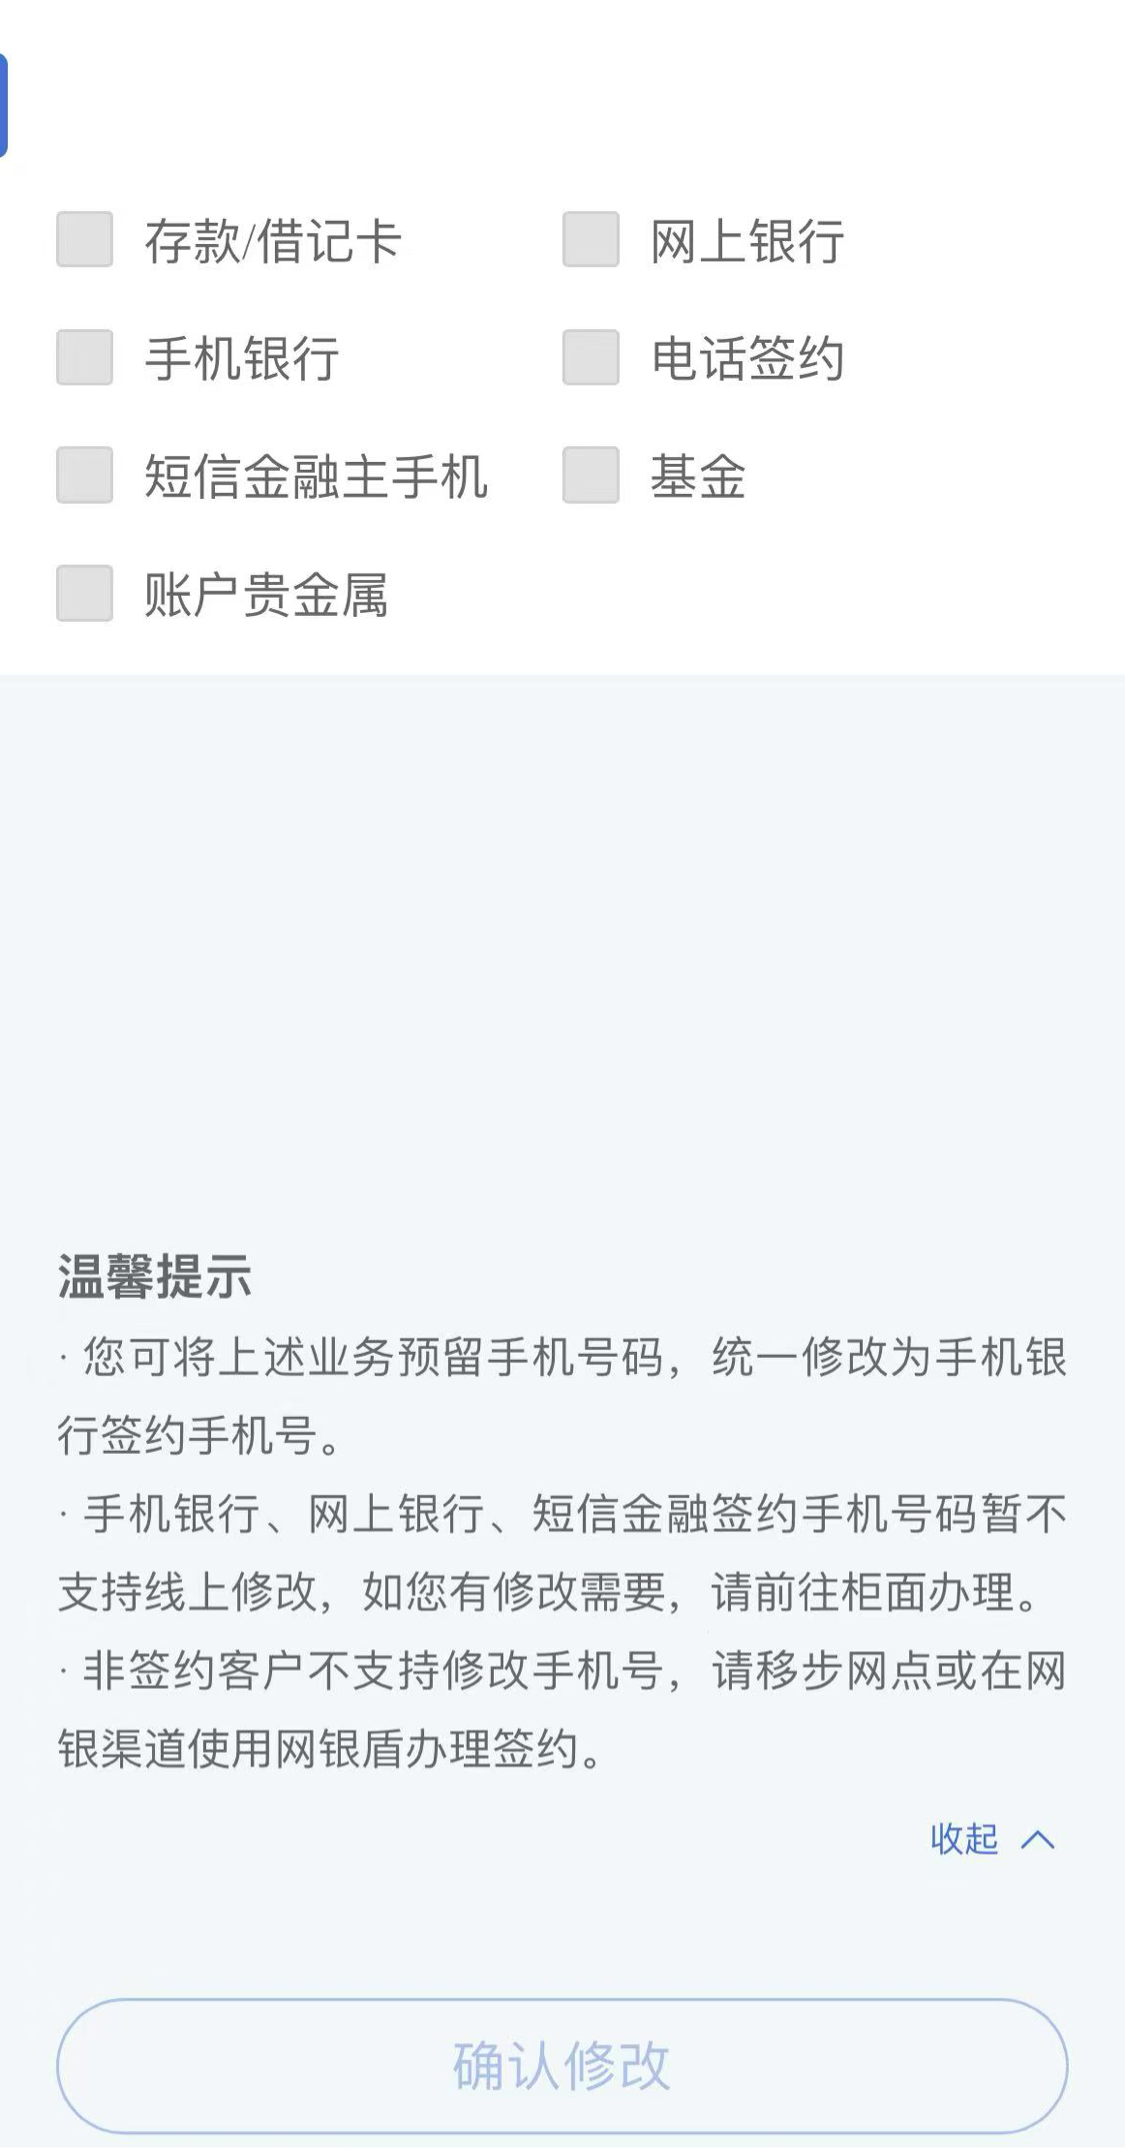 存款/借记卡 网上银行
手机银行 电话签约
短信金融主手机 基金
账户贵金属
温馨提示
· 您可将上述业务预留手机号码，统一修改为手机银
行签约手机号。
· 手机银行、网上银行、短信金融签约手机号码暂不
支持线上修改，如您有修改需要，请前往柜面办理。
· 非签约客户不支持修改手机号，请移步网点或在网
银渠道使用网银盾办理签约。
收起
确认修改